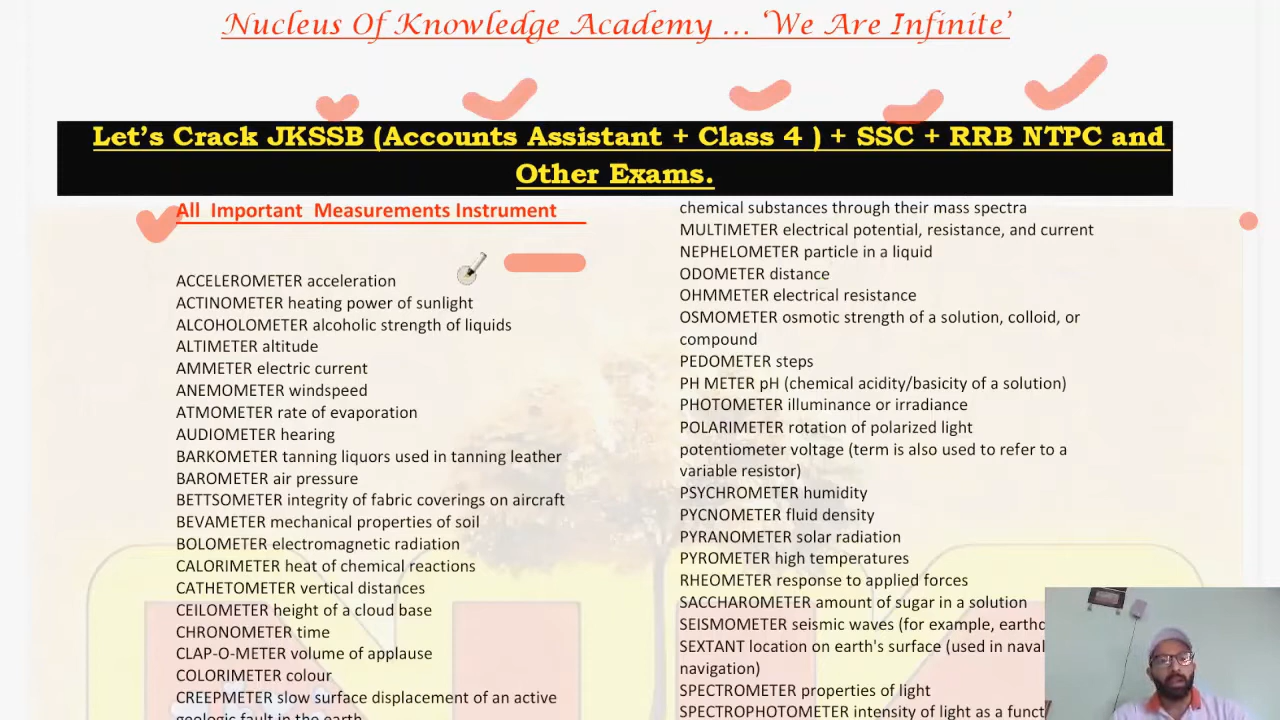 Nucleus Of Knowledge Academy ... ‘We Are Infinite’
Let’s Crack JKSSB (Accounts Assistant + Class 4 ) + SSC + RRB NTPC and
Other Exams.
All Important Measurements Instrument
ACCELEROMETER acceleration
ACTINOMETER heating power of sunlight
ALCOHOLOMETER alcoholic strength of liquids
ALTIMETER altitude
AMMETER electric current
ANEMOMETER windspeed
ATMOMETER rate of evaporation
AUDIOMETER hearing
BARKOMETER tanning liquors used in tanning leather
BAROMETER air pressure
BETTSOMETER integrity of fabric coverings on aircraft
BEVAMETER mechanical properties of soil
BOLOMETER electromagnetic radiation
CALORIMETER heat of chemical reactions
CATHETOMETER vertical distances
CEILOMETER height of a cloud base
CHRONOMETER time
CLAP-O-METER volume of applause
COLORIMETER colour
CREEPMETER slow surface displacement of an active
geologic fault in the earth
chemical substances through their mass spectra
MULTIMETER electrical potential, resistance, and current
NEPHELOMETER particle in a liquid
ODOMETER distance
OHMMETER electrical resistance
OSMOMETER osmotic strength of a solution, colloid, or
compound
PEDOMETER steps
PH METER pH (chemical acidity/basicity of a solution)
PHOTOMETER illuminance or irradiance
POLARIMETER rotation of polarized light
potentiometer voltage (term is also used to refer to a
variable resistor)
PSYCHROMETER humidity
PYCNOMETER fluid density
PYRANOMETER solar radiation
PYROMETER high temperatures
RHEOMETER response to applied forces
SACCHAROMETER amount of sugar in a solution
SEISMOMETER seismic waves (for example,
SEXTANT location on earth's surface (used in naval
navigation)
SPECTROMETER properties of light
SPECTROPHOTOMETER intensity of light as a